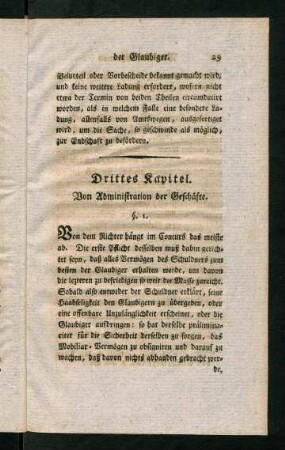 der Glaubiger. 29
Beiurteil oder Vorbescheide bekannt gemacht wird;
und keine weitere Ladung erfordert, wofern nicht
etwa der Termin von beiden Theilen circumducirt
worden, als in welchem Falle eine besondere La-
dung, allenfalls von Amtswegen, ausgefertiget
wird, um die Sache, so geschwinde als möglich,
zur Endschaft zu befördern.
Drittes Kapitel.
Von Administration der Geschäfte.
§. 1.
Von dem Richter hängt im Concurs das meiste
ab. Die erste Pflicht desselben muß dahin gerich-
tet seyn, daß alles Vermögen des Schuldners zum
besten der Glaubiger erhalten werde, um davon
die lezteren zu befriedigen so weit die Masse zureicht.
Sobald also entweder der Schuldner erklärt, seine
Haabseligkeit den Glaubigern zu übergeben, oder
eine offenbare Unzulänglichkeit erscheinet, oder die
Glaubiger ausbringen: so hat derselbe präliminа-
riter für die Sicherheit derselben zu sorgen, das
Mobiliar-Vermögen zu obsigniren und darauf zu
wachen, daß davon nichts abhanden gebracht wer-
de,